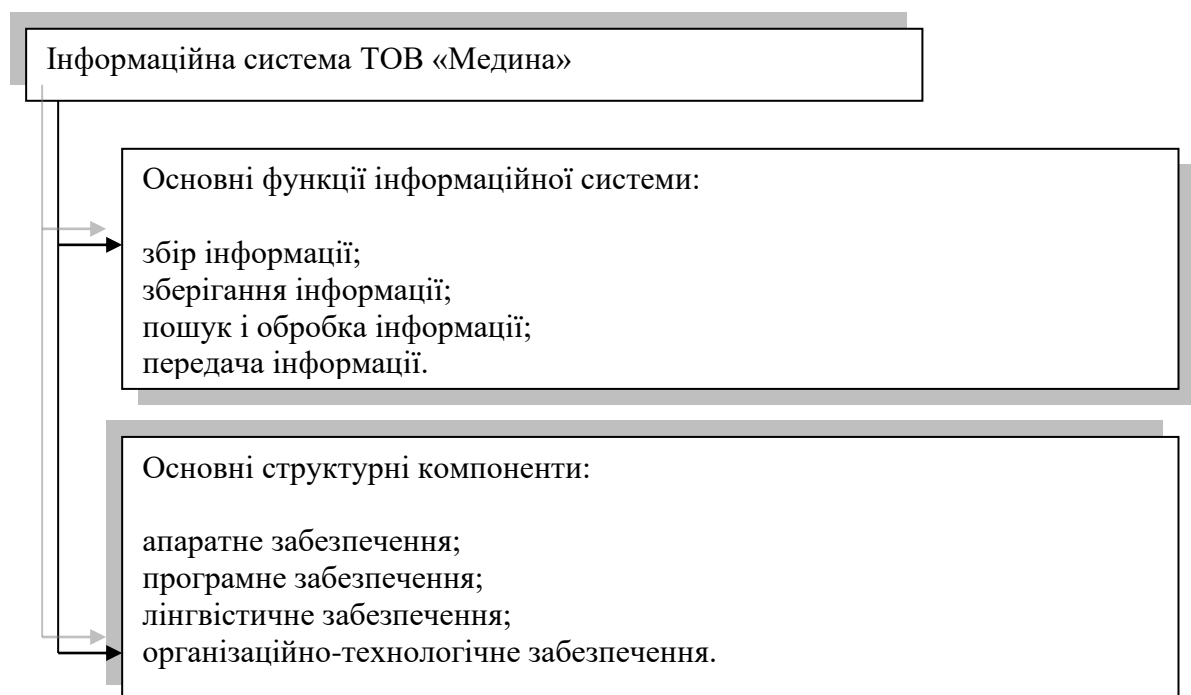 Інформаційна система ТОВ «Медина»
Основні функції інформаційної системи:
збір інформації;
зберігання інформації;
пошук і обробка інформації;
передача інформації.
Основні структурні компоненти:
апаратне забезпечення;
програмне забезпечення;
лінгвістичне забезпечення;
організаційно-технологічне забезпечення.